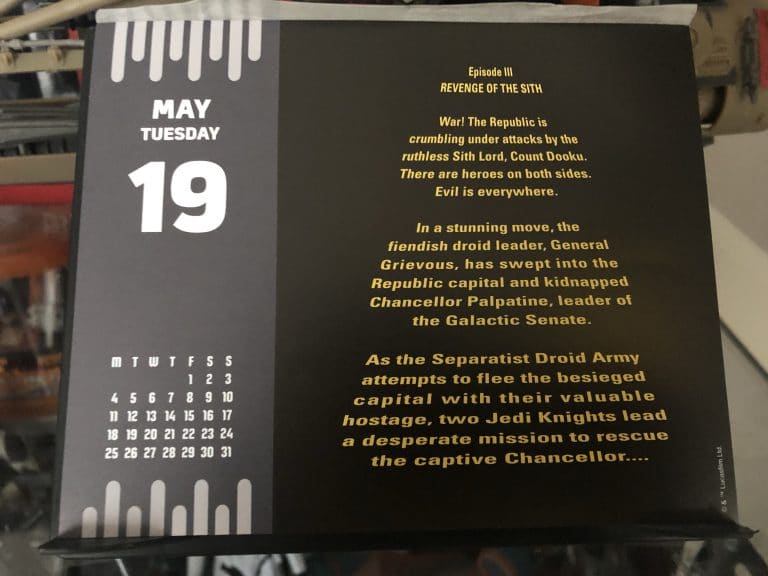 MAY
TUESDAY
19
M T W T F S S
1 2 3
4 5 6 7 8 9 10
11 12 13 14 15 16 17
18 19 20 21 22 23 24
25 26 27 28 29 30 31
Episode III
REVENGE OF THE SITH
War! The Republic is
crumbling under attacks by the
ruthless Sith Lord, Count Dooku.
There are heroes on both sides.
Evil is everywhere.
In a stunning move, the
fiendish droid leader, General
Grievous, has swept into the
Republic capital and kidnapped
Chancellor Palpatine, leader of
the Galactic Senate.
As the Separatist Droid Army
attempts to flee the besieged
capital with their valuable
hostage, two Jedi Knights lead
a desperate mission to rescue
the captive Chancellor....
© & ™ Lucasfilm Ltd.